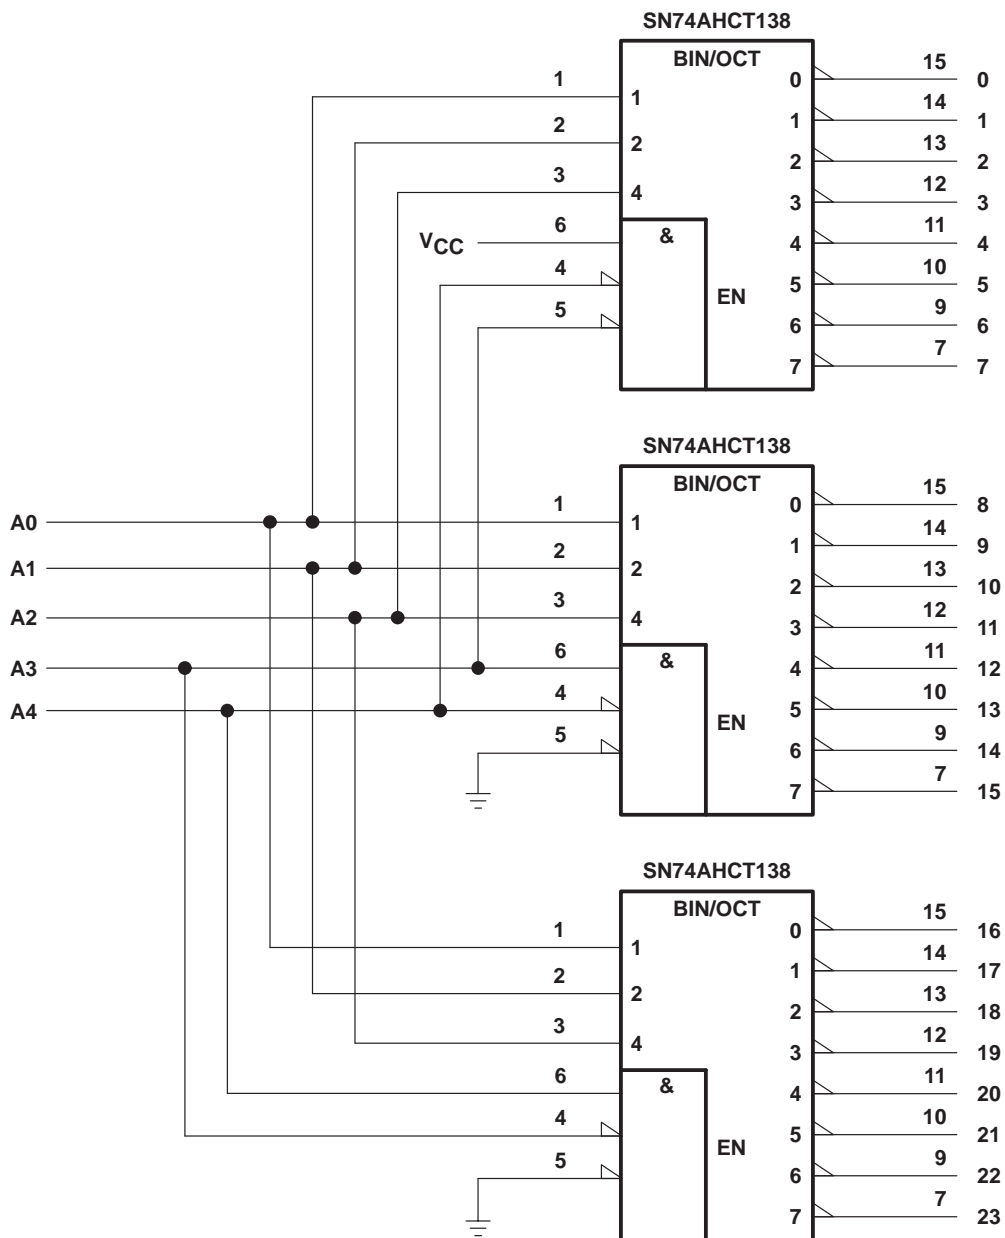 SN74AHCT138
BIN/OCT
1 1
2 2
3 4
VCC 6 &
4
5
EN
0 15 0
1 14 1
2 13 2
3 12 3
4 11 4
5 10 5
6 9 6
7 7 7
SN74AHCT138
BIN/OCT
A0 1 1
A1 2 2
A2 3 4
A3 6 &
A4 4
5
EN
0 15 8
1 14 9
2 13 10
3 12 11
4 11 12
5 10 13
6 9 14
7 7 15
SN74AHCT138
BIN/OCT
1 1
2 2
3 4
6 &
4
5
EN
0 15 16
1 14 17
2 13 18
3 12 19
4 11 20
5 10 21
6 9 22
7 7 23